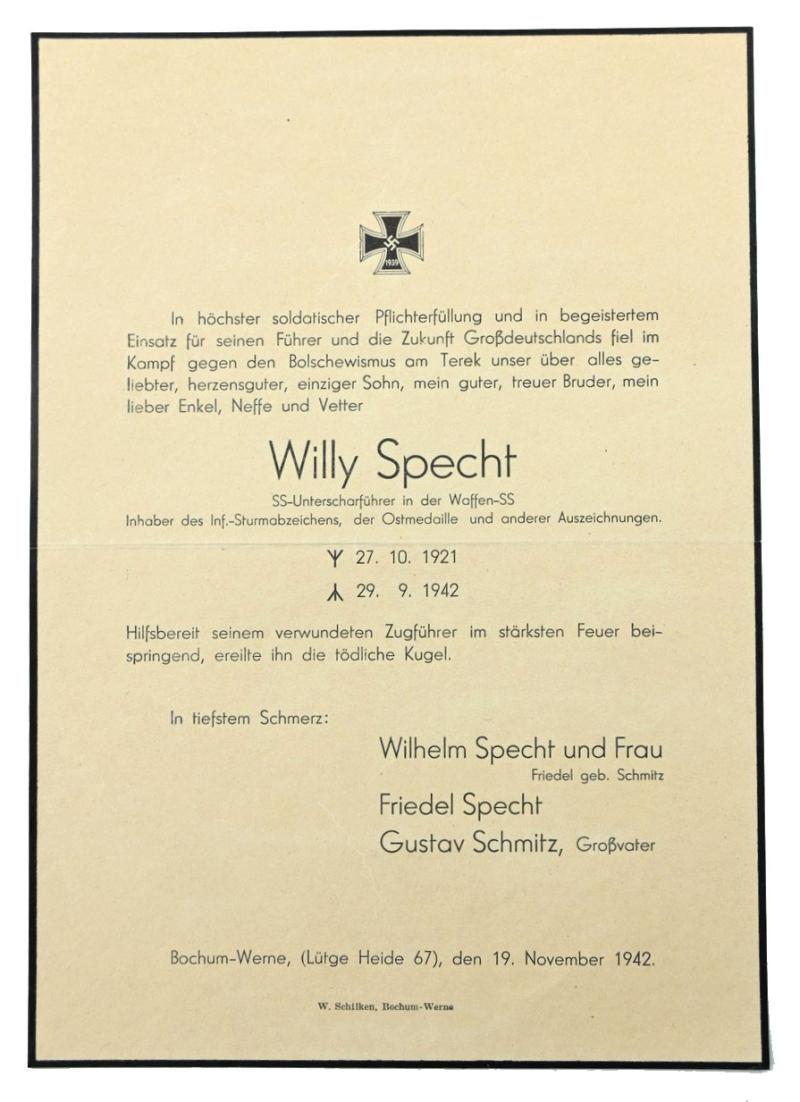 1939
In höchster soldatischer Pflichterfüllung und in begeistertem
Einsatz für seinen Führer und die Zukunft Großdeutschlands fiel im
Kampf gegen den Bolschewismus am Terek unser über alles ge-
liebter, herzensguter, einziger Sohn, mein guter, treuer Bruder, mein
lieber Enkel, Neffe und Vetter
Willy Specht
SS-Unterscharführer in der Waffen-SS
Inhaber des Inf.-Sturmabzeichens, der Ostmedaille und anderer Auszeichnungen.
ᛉ 27. 10. 1921
ᛦ 29. 9. 1942
Hilfsbereit seinem verwundeten Zugführer im stärksten Feuer bei-
springend, ereilte ihn die tödliche Kugel.
In tiefstem Schmerz:
Wilhelm Specht und Frau
Friedel geb. Schmitz
Friedel Specht
Gustav Schmitz, Großvater
Bochum-Werne, (Lütge Heide 67), den 19. November 1942.
W. Schilken, Bochum-Werne